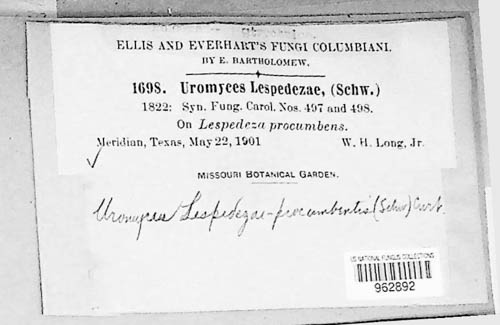 ELLIS AND EVERHART'S FUNGI COLUMBIANI.
BY E. BARTHOLOMEW.
1698. Uromyces Lespedezae, (Schw.)
1822: Syn. Fung. Carol. Nos. 497 and 498.
On Lespedeza procumbens.
Meridian, Texas, May 22, 1901 W. H. Long, Jr.
MISSOURI BOTANICAL GARDEN.
Uromyces Lespedezae-procumbentis (Schw) Curt.
US NATIONAL FUNGUS COLLECTIONS
962892